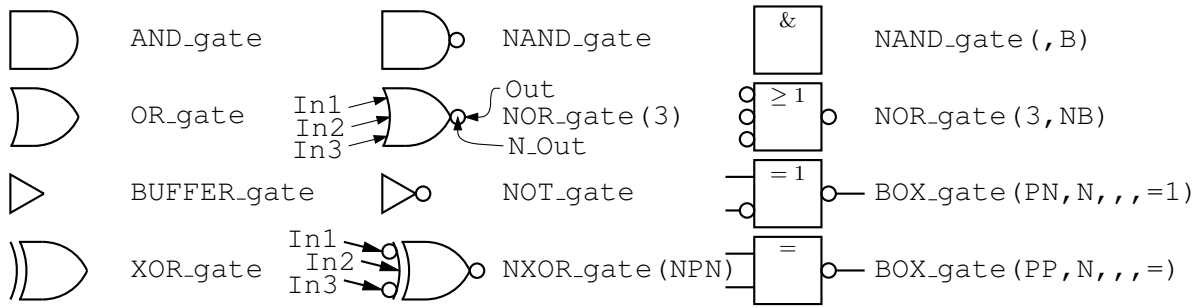 AND_gate
NAND_gate
&
NAND_gate(,B)
OR_gate
In1
In2
In3
Out
NOR_gate(3)
N_Out
≥ 1
NOR_gate(3,NB)
BUFFER_gate
NOT_gate
= 1
BOX_gate(PN,N,,,=1)
XOR_gate
In1
In2
In3
NXOR_gate(NPN)
=
BOX_gate(PP,N,,,=)